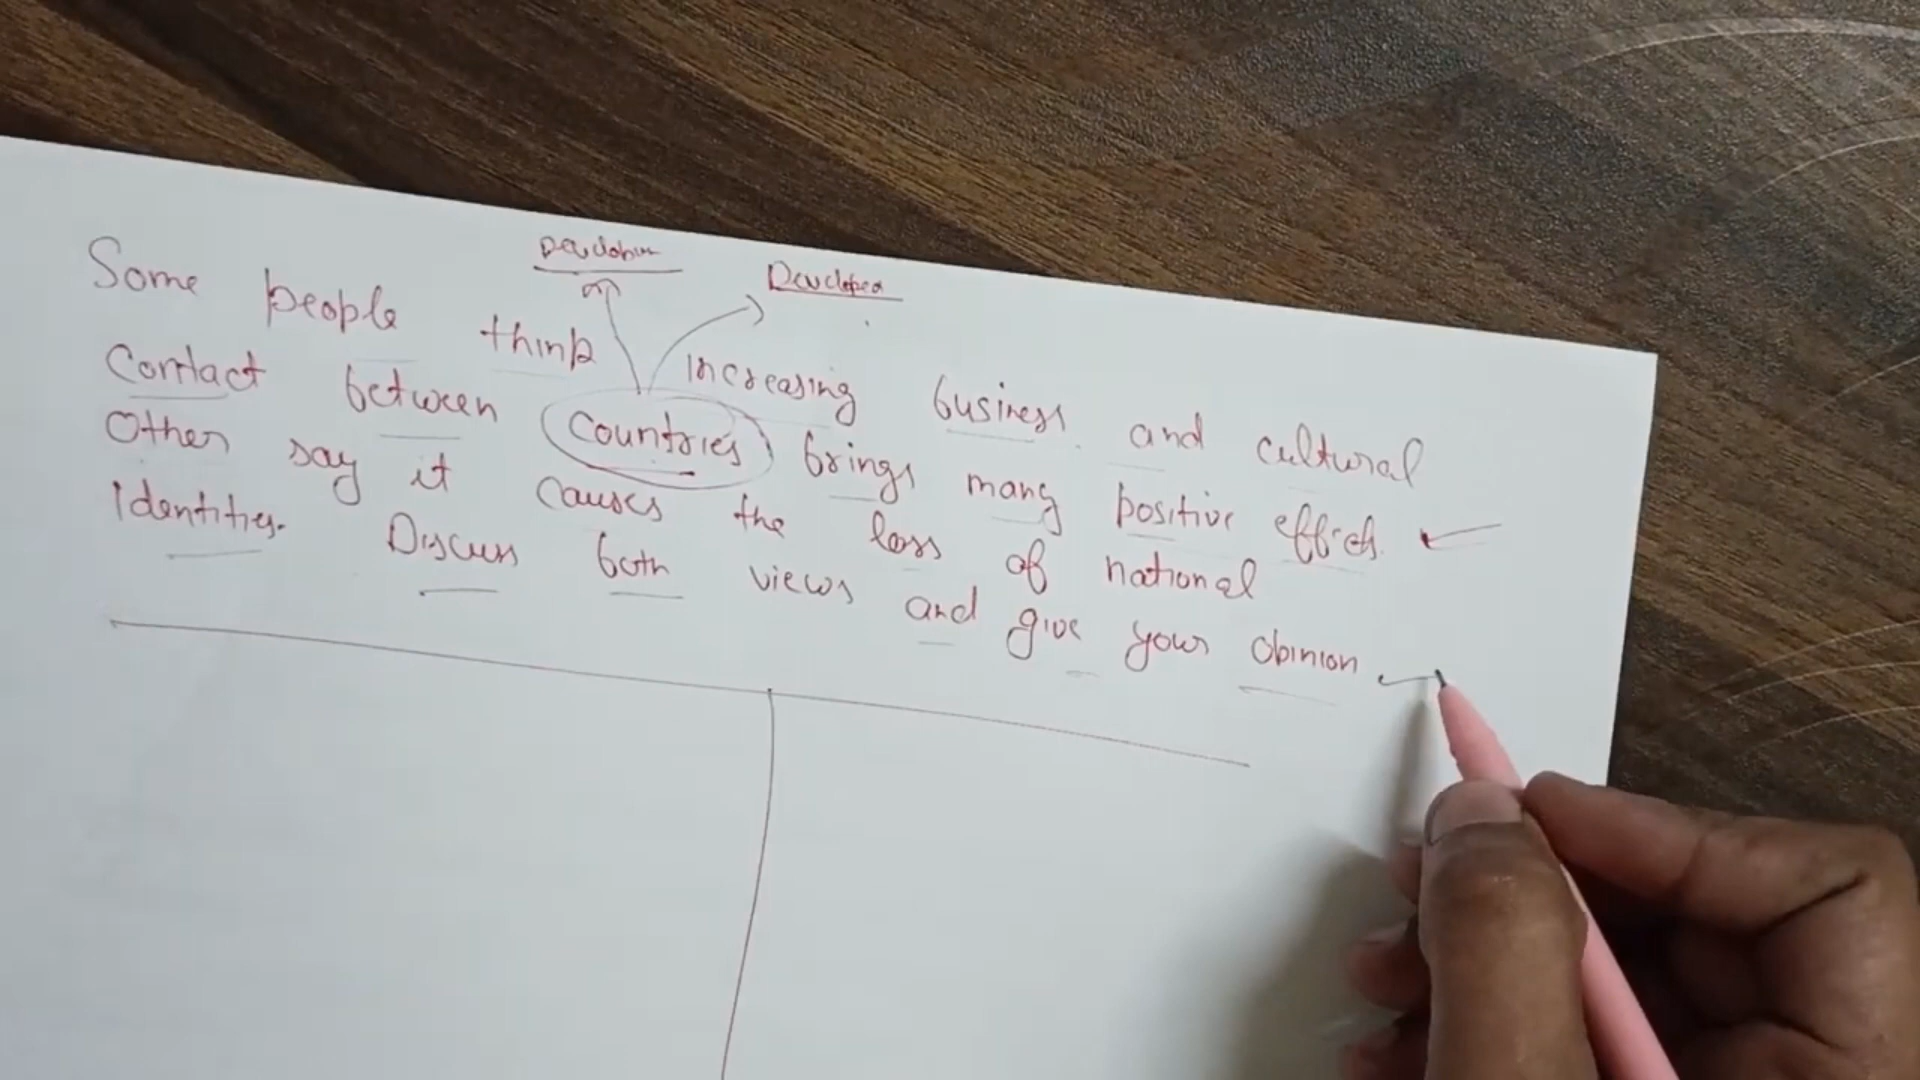 Developed
Some people think increasing business and cultural
Contact between Countries brings many positive effects.
Other say it causes the loss of national
Identities. Discuss both views and give your opinion